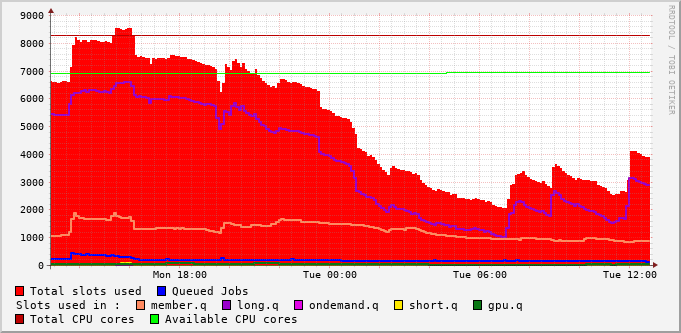 9000
8000
7000
6000
5000
4000
3000
2000
1000
0
Mon 18:00 Tue 00:00 Tue 06:00 Tue 12:00
Total slots used Queued Jobs
Slots used in : member.q long.q ondemand.q short.q gpu.q
Total CPU cores Available CPU cores
RRDTOOL / TOBI OETIKER